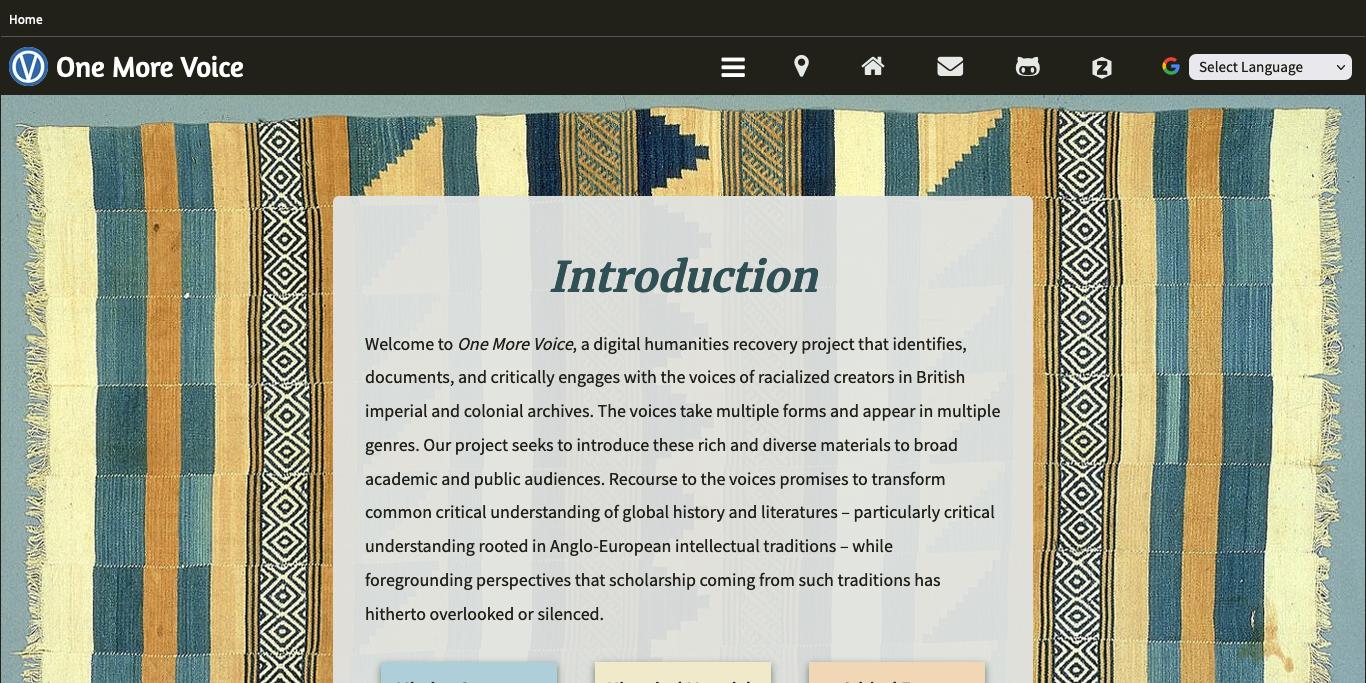 Home
One More Voice
Select Language
Introduction
Welcome to One More Voice, a digital humanities recovery project that identifies,
documents, and critically engages with the voices of racialized creators in British
imperial and colonial archives. The voices take multiple forms and appear in multiple
genres. Our project seeks to introduce these rich and diverse materials to broad
academic and public audiences. Recourse to the voices promises to transform
common critical understanding of global history and literatures – particularly critical
understanding rooted in Anglo-European intellectual traditions – while
foregrounding perspectives that scholarship coming from such traditions has
hitherto overlooked or silenced.